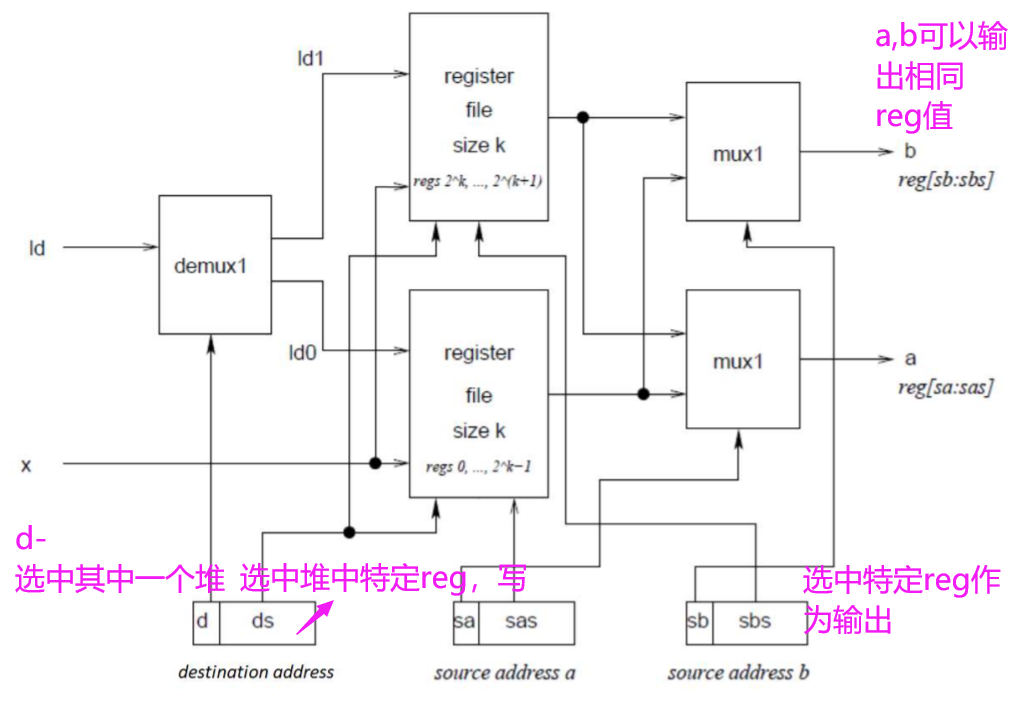 a,b可以输
出相同
reg值
ld1
register
file
size k
regs 2^k, ..., 2^(k+1)
mux1
b
reg[sb:sbs]
ld
demux1
ld0
register
file
size k
regs 0, ..., 2^k−1
mux1
a
reg[sa:sas]
x
d-
选中其中一个堆
选中堆中特定reg，写
选中特定reg作
为输出
d
ds
sa
sas
sb
sbs
destination address
source address a
source address b